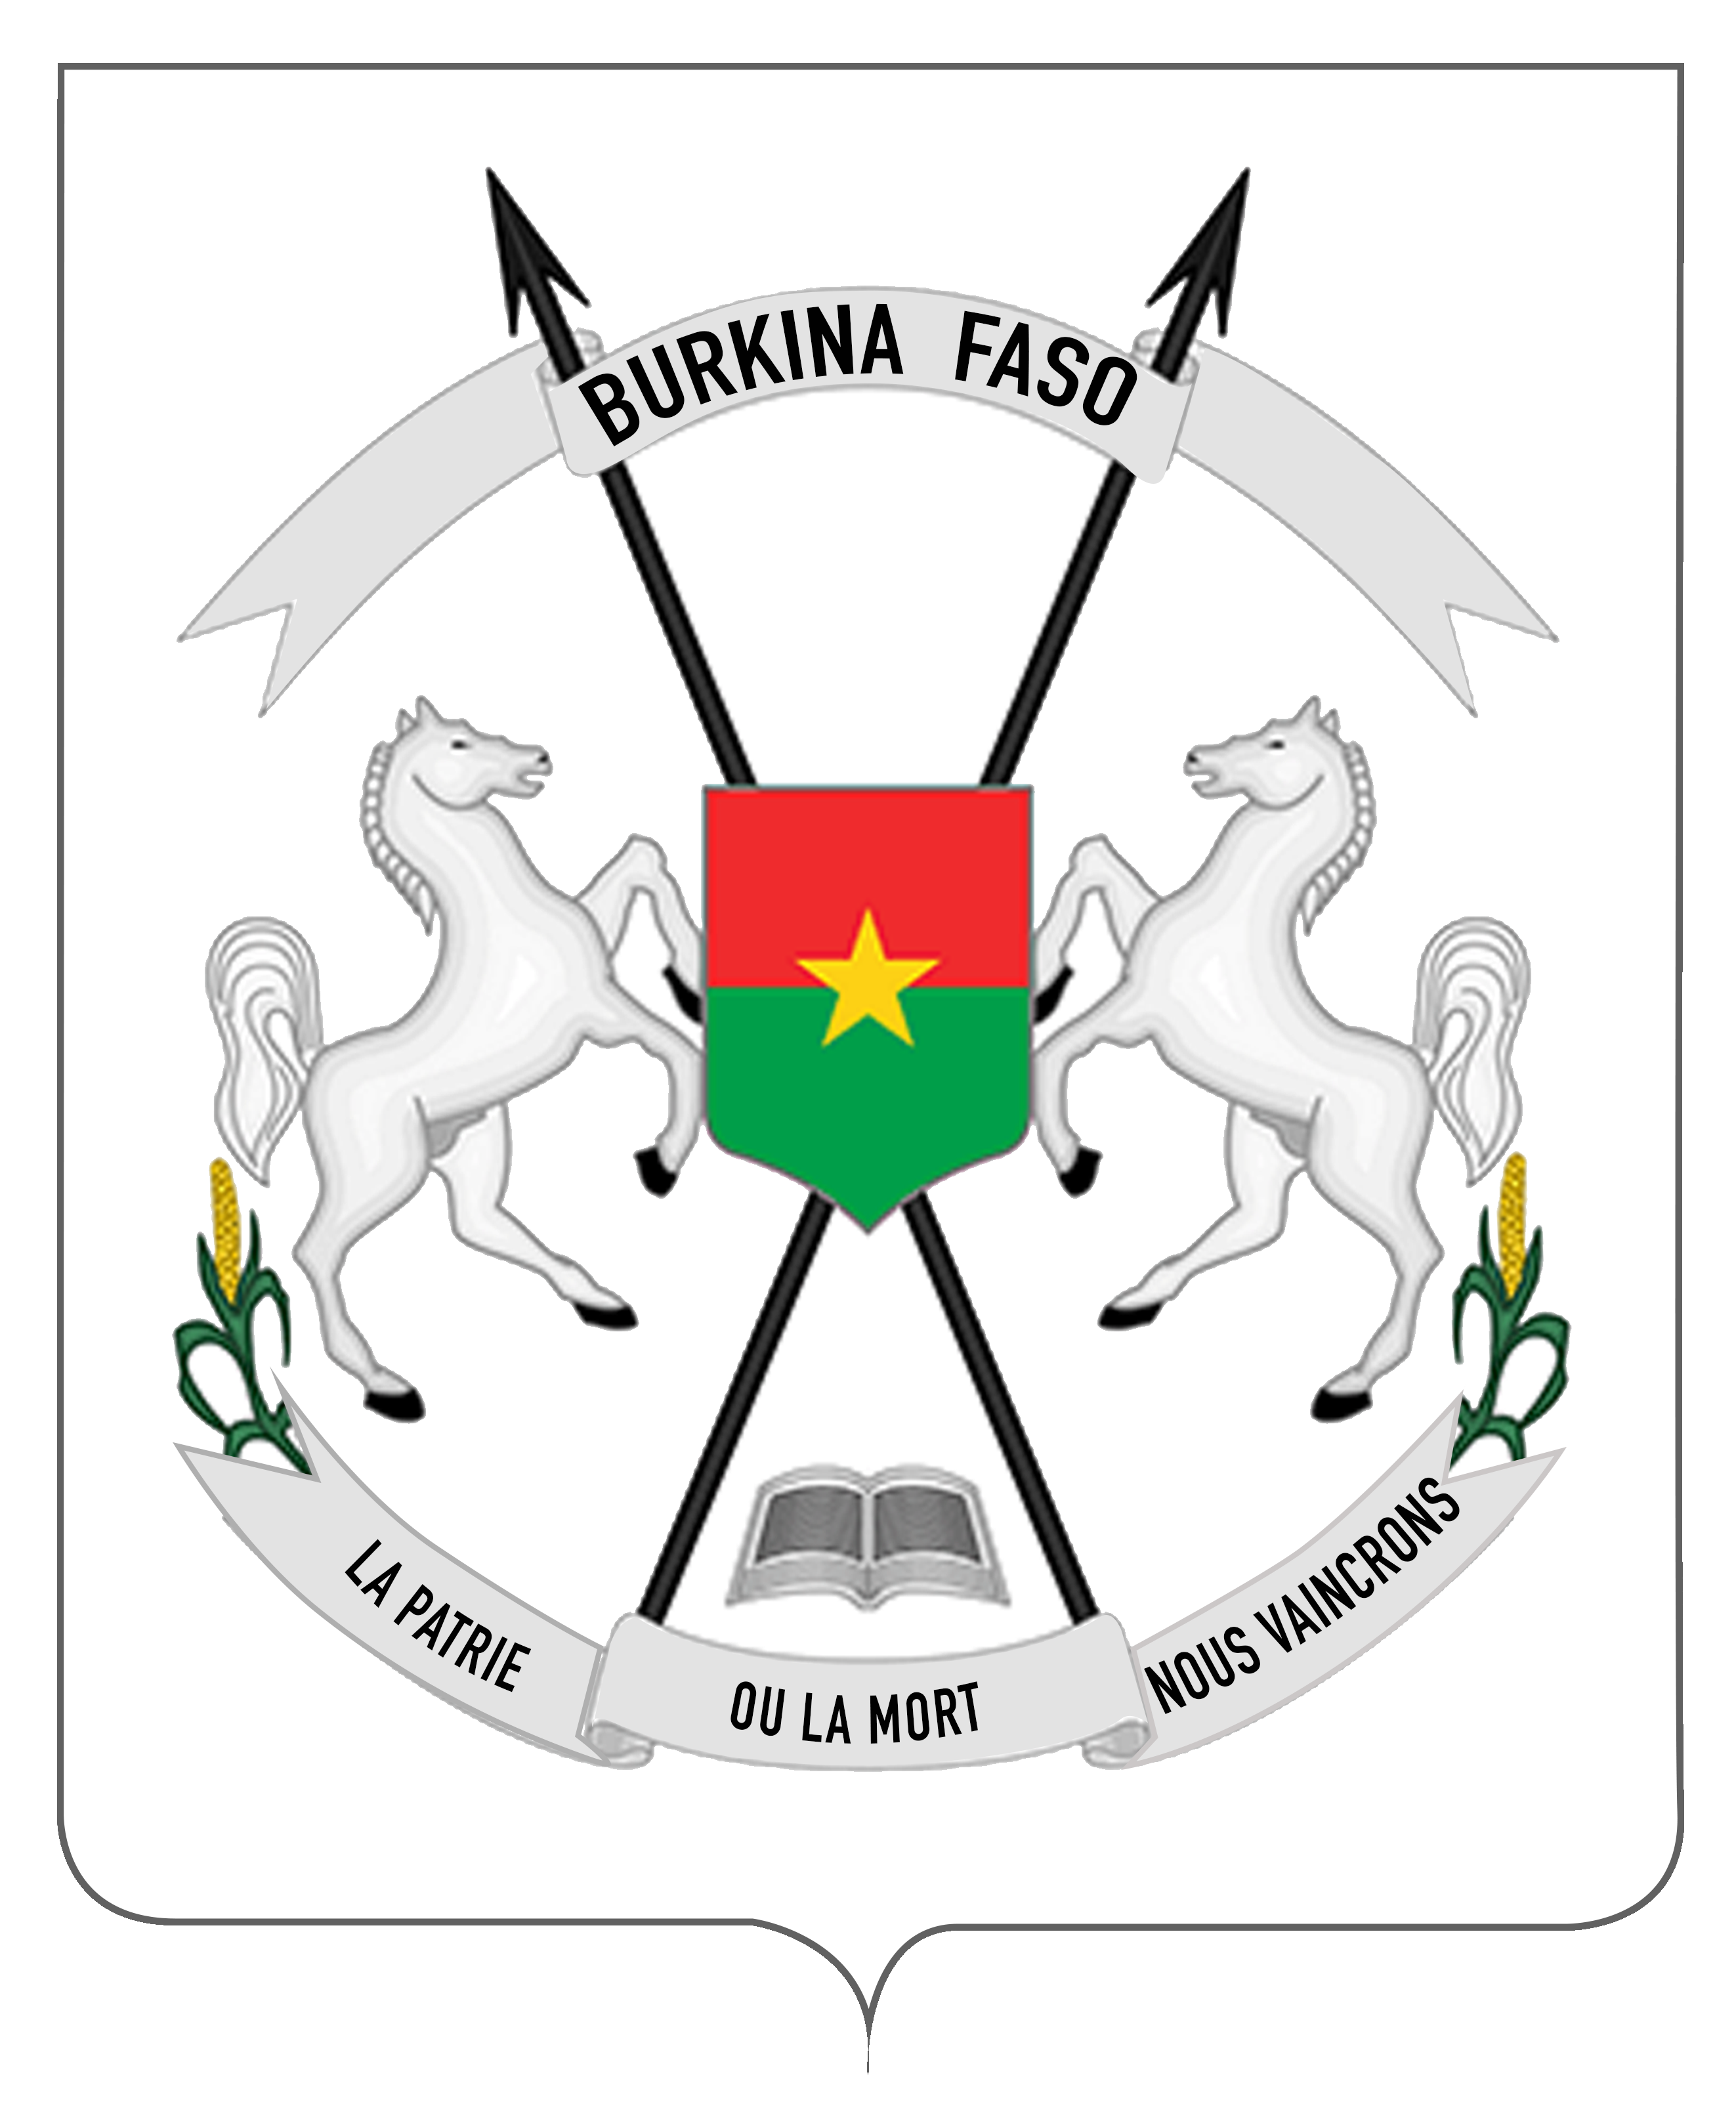 BURKINA FASO
LA PATRIE
OU LA MORT
NOUS VAINCRONS